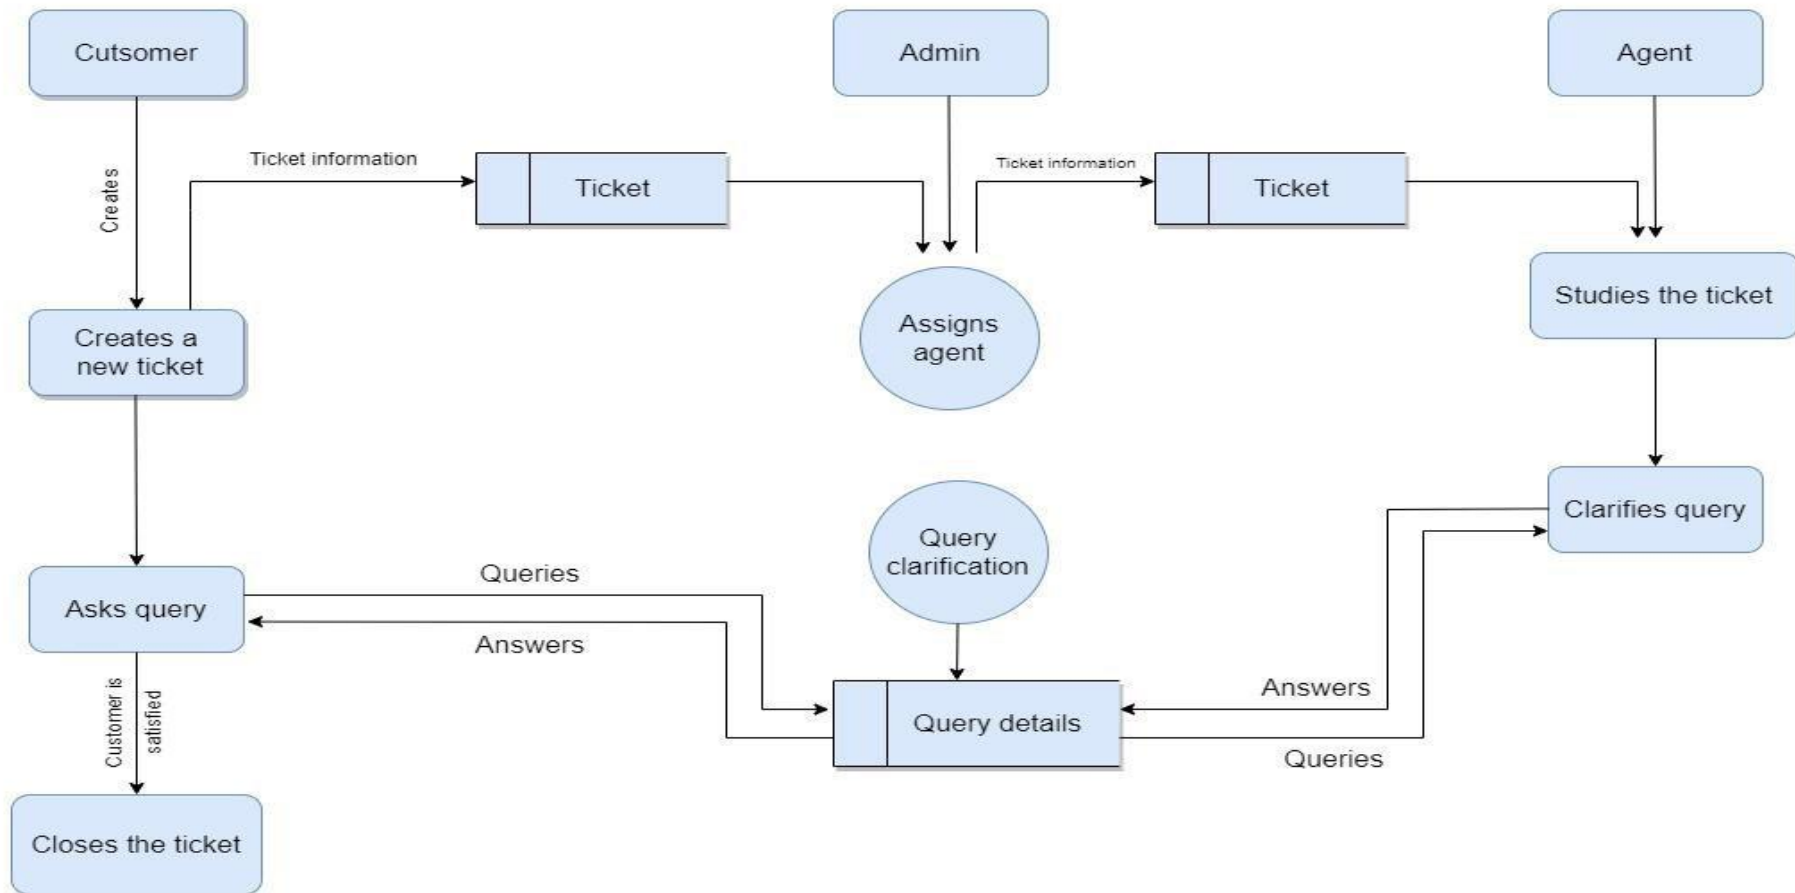 Cutsomer
Admin
Agent
Creates
Ticket information
Ticket
Ticket information
Ticket
Creates a
new ticket
Assigns
agent
Studies the ticket
Clarifies query
Query
clarification
Asks query
Queries
Answers
Customer is
satisfied
Query details
Answers
Queries
Closes the ticket